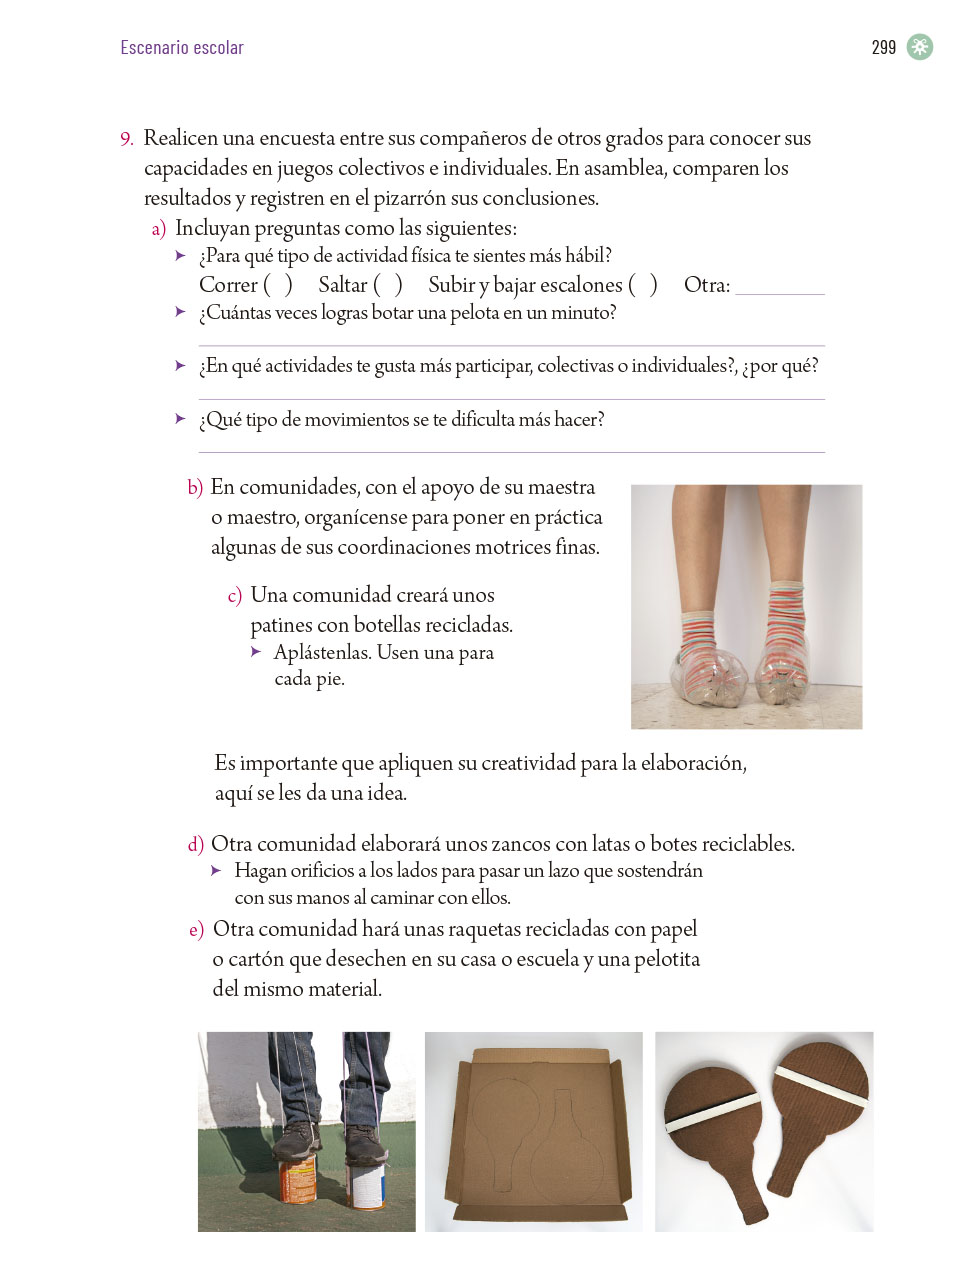 Escenario escolar
299
9. Realicen una encuesta entre sus compañeros de otros grados para conocer sus
capacidades en juegos colectivos e individuales. En asamblea, comparen los
resultados y registren en el pizarrón sus conclusiones.
a) Incluyan preguntas como las siguientes:
➤ ¿Para qué tipo de actividad física te sientes más hábil?
Correer ( ) Saltar ( ) Subir y bajar escalones ( ) Otra: __________
➤ ¿Cuántas veces logras botar una pelota en un minuto?
➤ ¿En qué actividades te gusta más participar, colectivas o individuales?, ¿por qué?
➤ ¿Qué tipo de movimientos se te dificulta más hacer?
b) En comunidades, con el apoyo de su maestra
o maestro, organícense para poner en práctica
algunas de sus coordinaciones motrices finas.
c) Una comunidad creará unos
patines con botellas recicladas.
➤ Aplástenlas. Usen una para
cada pie.
Es importante que apliquen su creatividad para la elaboración,
aquí se les da una idea.
d) Otra comunidad elaborará unos zancos con latas o botes reciclables.
➤ Hagan orificios a los lados para pasar un lazo que sostendrán
con sus manos al caminar con ellos.
e) Otra comunidad hará unas raquetas recicladas con papel
o cartón que desechen en su casa o escuela y una pelotita
del mismo material.